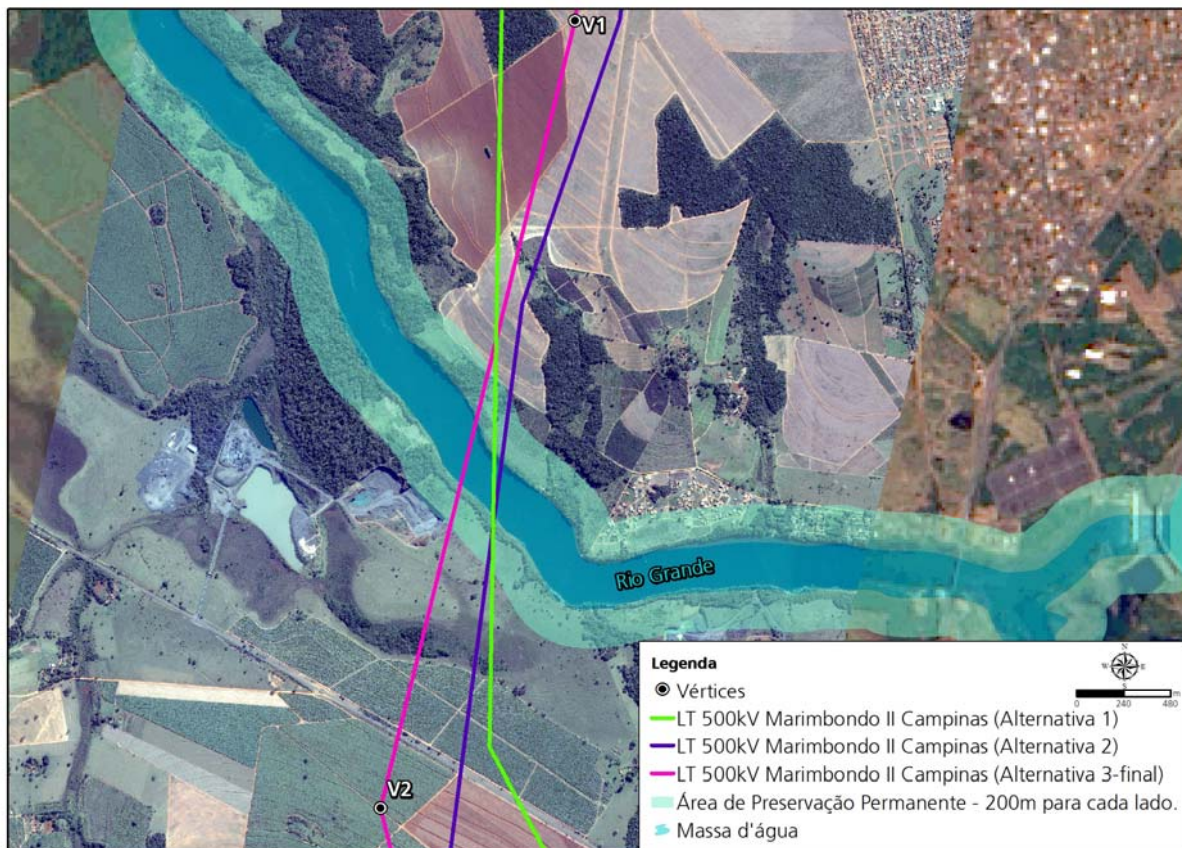 V1
Rio Grande
V2
Legenda
Vértices
LT 500kV Marimbondo II Campinas (Alternativa 1)
LT 500kV Marimbondo II Campinas (Alternativa 2)
LT 500kV Marimbondo II Campinas (Alternativa 3-final)
Área de Preservação Permanente - 200m para cada lado.
Massa d'água
N
W E
S
0 240 480 m